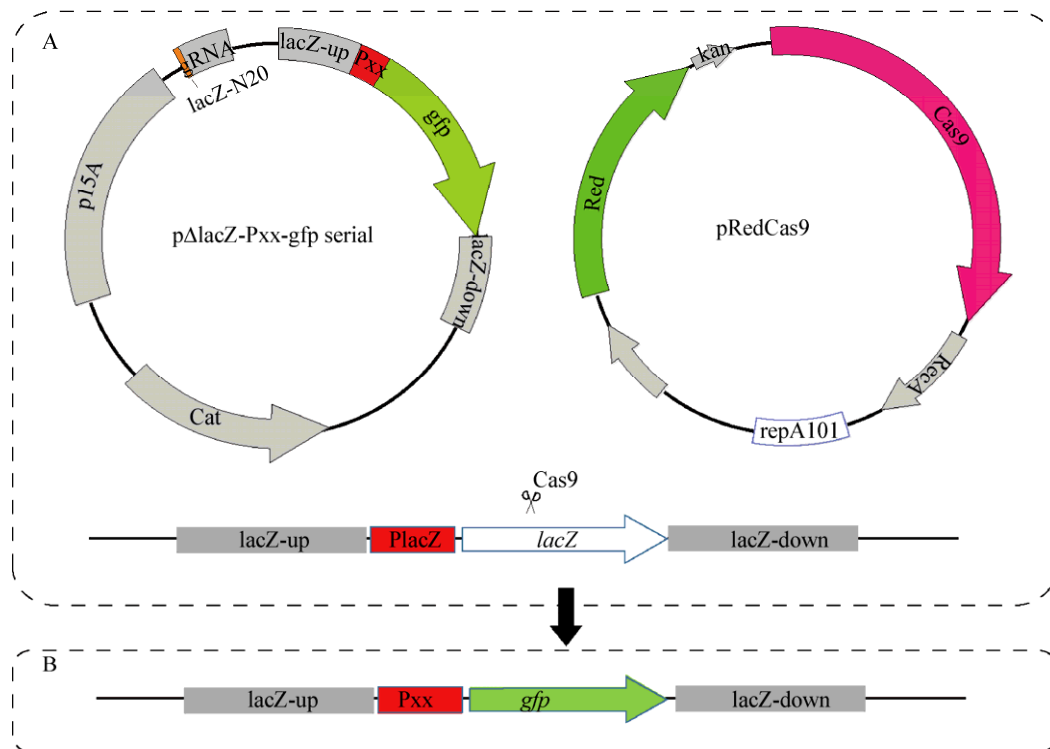 A
gRNA
lacZ-N20
lacZ-up
Pxx
gfp
lacZ-down
Cat
p15A
p∆lacZ-Pxx-gfp serial
kan
Cas9
RecA
repA101
Red
pRedCas9
Cas9
lacZ-up
PlacZ
lacZ
lacZ-down
B
lacZ-up
Pxx
gfp
lacZ-down